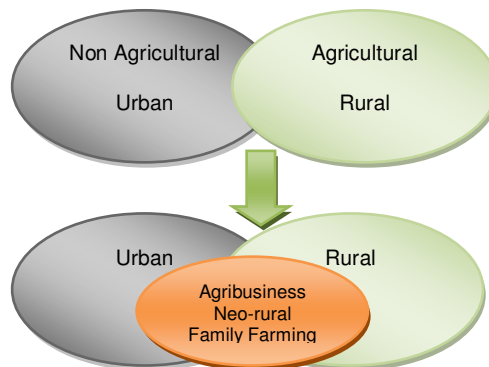 Non Agricultural
Urban
Agricultural
Rural
Urban
Rural
Agribusiness
Neo-rural
Family Farming